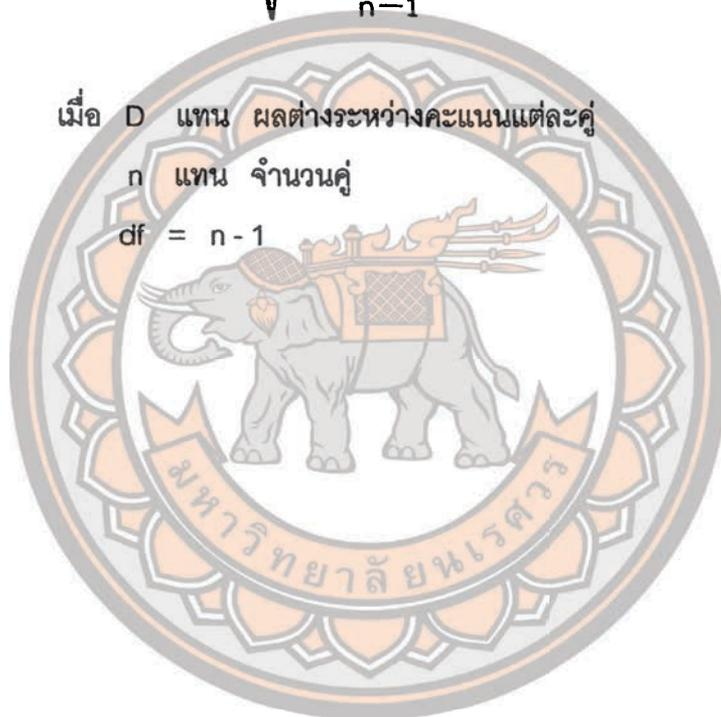 n−1
เมื่อ D แทน ผลต่างระหว่างคะแนนแต่ละคู่
n แทน จำนวนคู่
df = n - 1
มหาวิทยาลัยนเรศวร